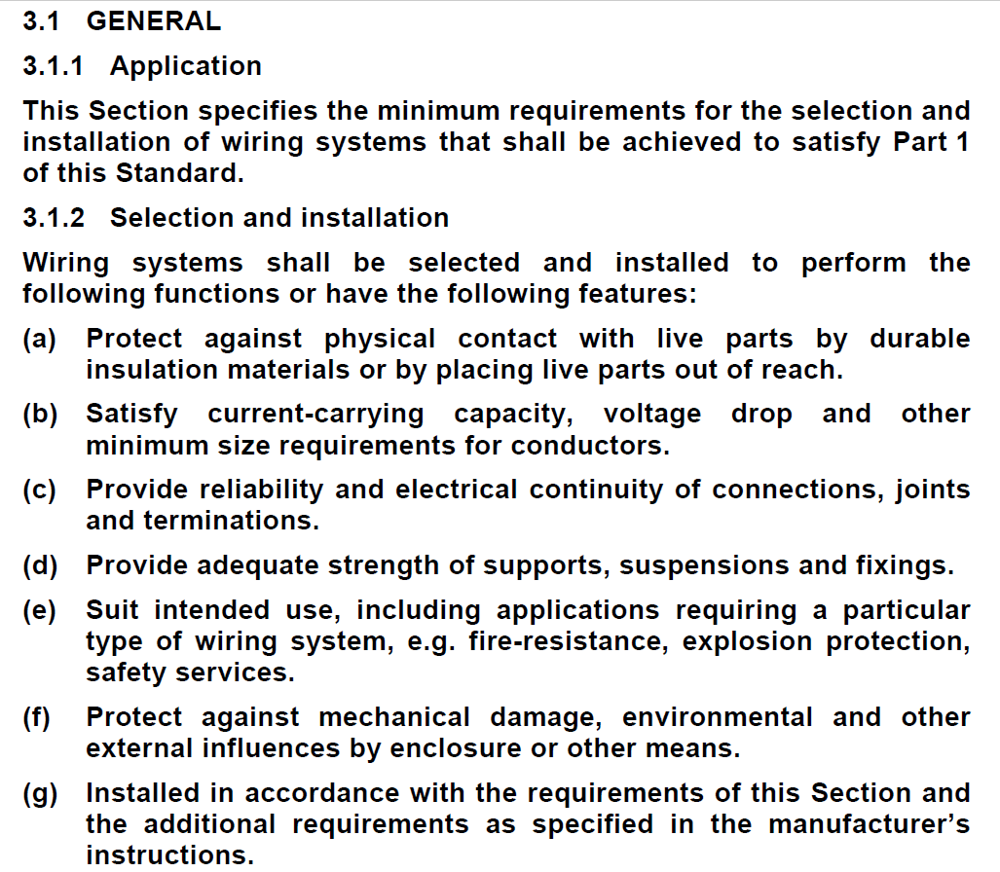 3.1 GENERAL
3.1.1 Application
This Section specifies the minimum requirements for the selection and
installation of wiring systems that shall be achieved to satisfy Part 1
of this Standard.
3.1.2 Selection and installation
Wiring systems shall be selected and installed to perform the
following functions or have the following features:
(a) Protect against physical contact with live parts by durable
insulation materials or by placing live parts out of reach.
(b) Satisfy current-carrying capacity, voltage drop and other
minimum size requirements for conductors.
(c) Provide reliability and electrical continuity of connections, joints
and terminations.
(d) Provide adequate strength of supports, suspensions and fixings.
(e) Suit intended use, including applications requiring a particular
type of wiring system, e.g. fire-resistance, explosion protection,
safety services.
(f) Protect against mechanical damage, environmental and other
external influences by enclosure or other means.
(g) Installed in accordance with the requirements of this Section and
the additional requirements as specified in the manufacturer’s
instructions.